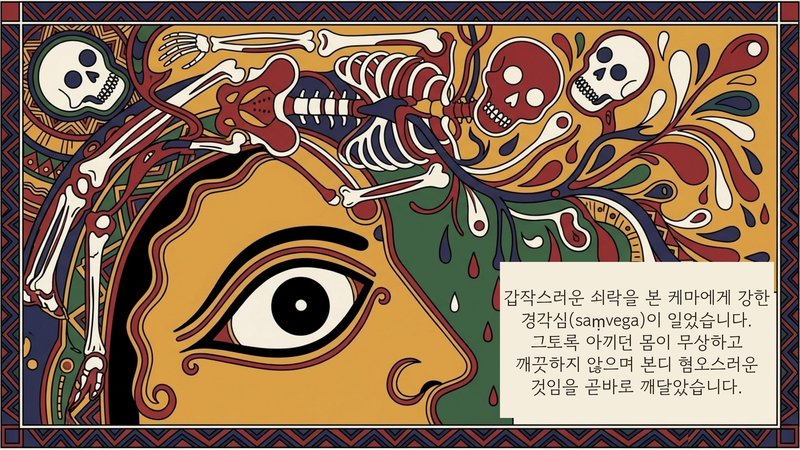 갑작스러운 쇠락을 본 케마에게 강한
경각심(saṃvega)이 일었습니다.
그토록 아끼던 몸이 무상하고
깨끗하지 않으며 본디 혐오스러운
것임을 곧바로 깨달았습니다.